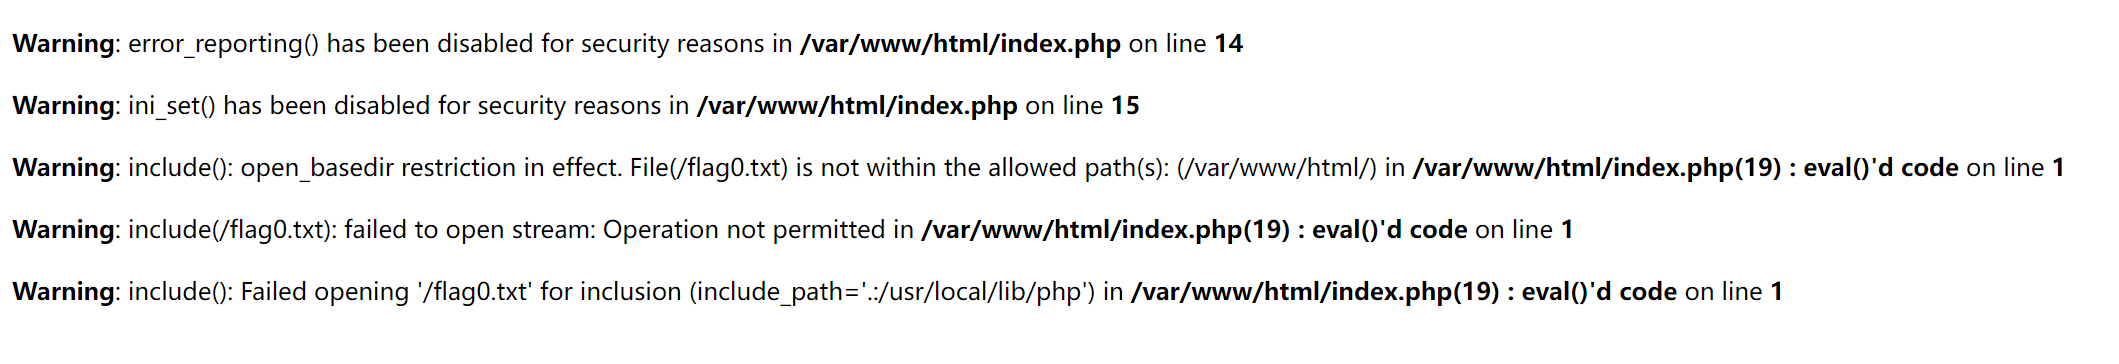 Warning: error_reporting() has been disabled for security reasons in /var/www/html/index.php on line 14
Warning: ini_set() has been disabled for security reasons in /var/www/html/index.php on line 15
Warning: include(): open_basedir restriction in effect. File(/flag0.txt) is not within the allowed path(s): (/var/www/html/) in /var/www/html/index.php(19) : eval()'d code on line 1
Warning: include(/flag0.txt): failed to open stream: Operation not permitted in /var/www/html/index.php(19) : eval()'d code on line 1
Warning: include(): Failed opening '/flag0.txt' for inclusion (include_path='.:/usr/local/lib/php') in /var/www/html/index.php(19) : eval()'d code on line 1